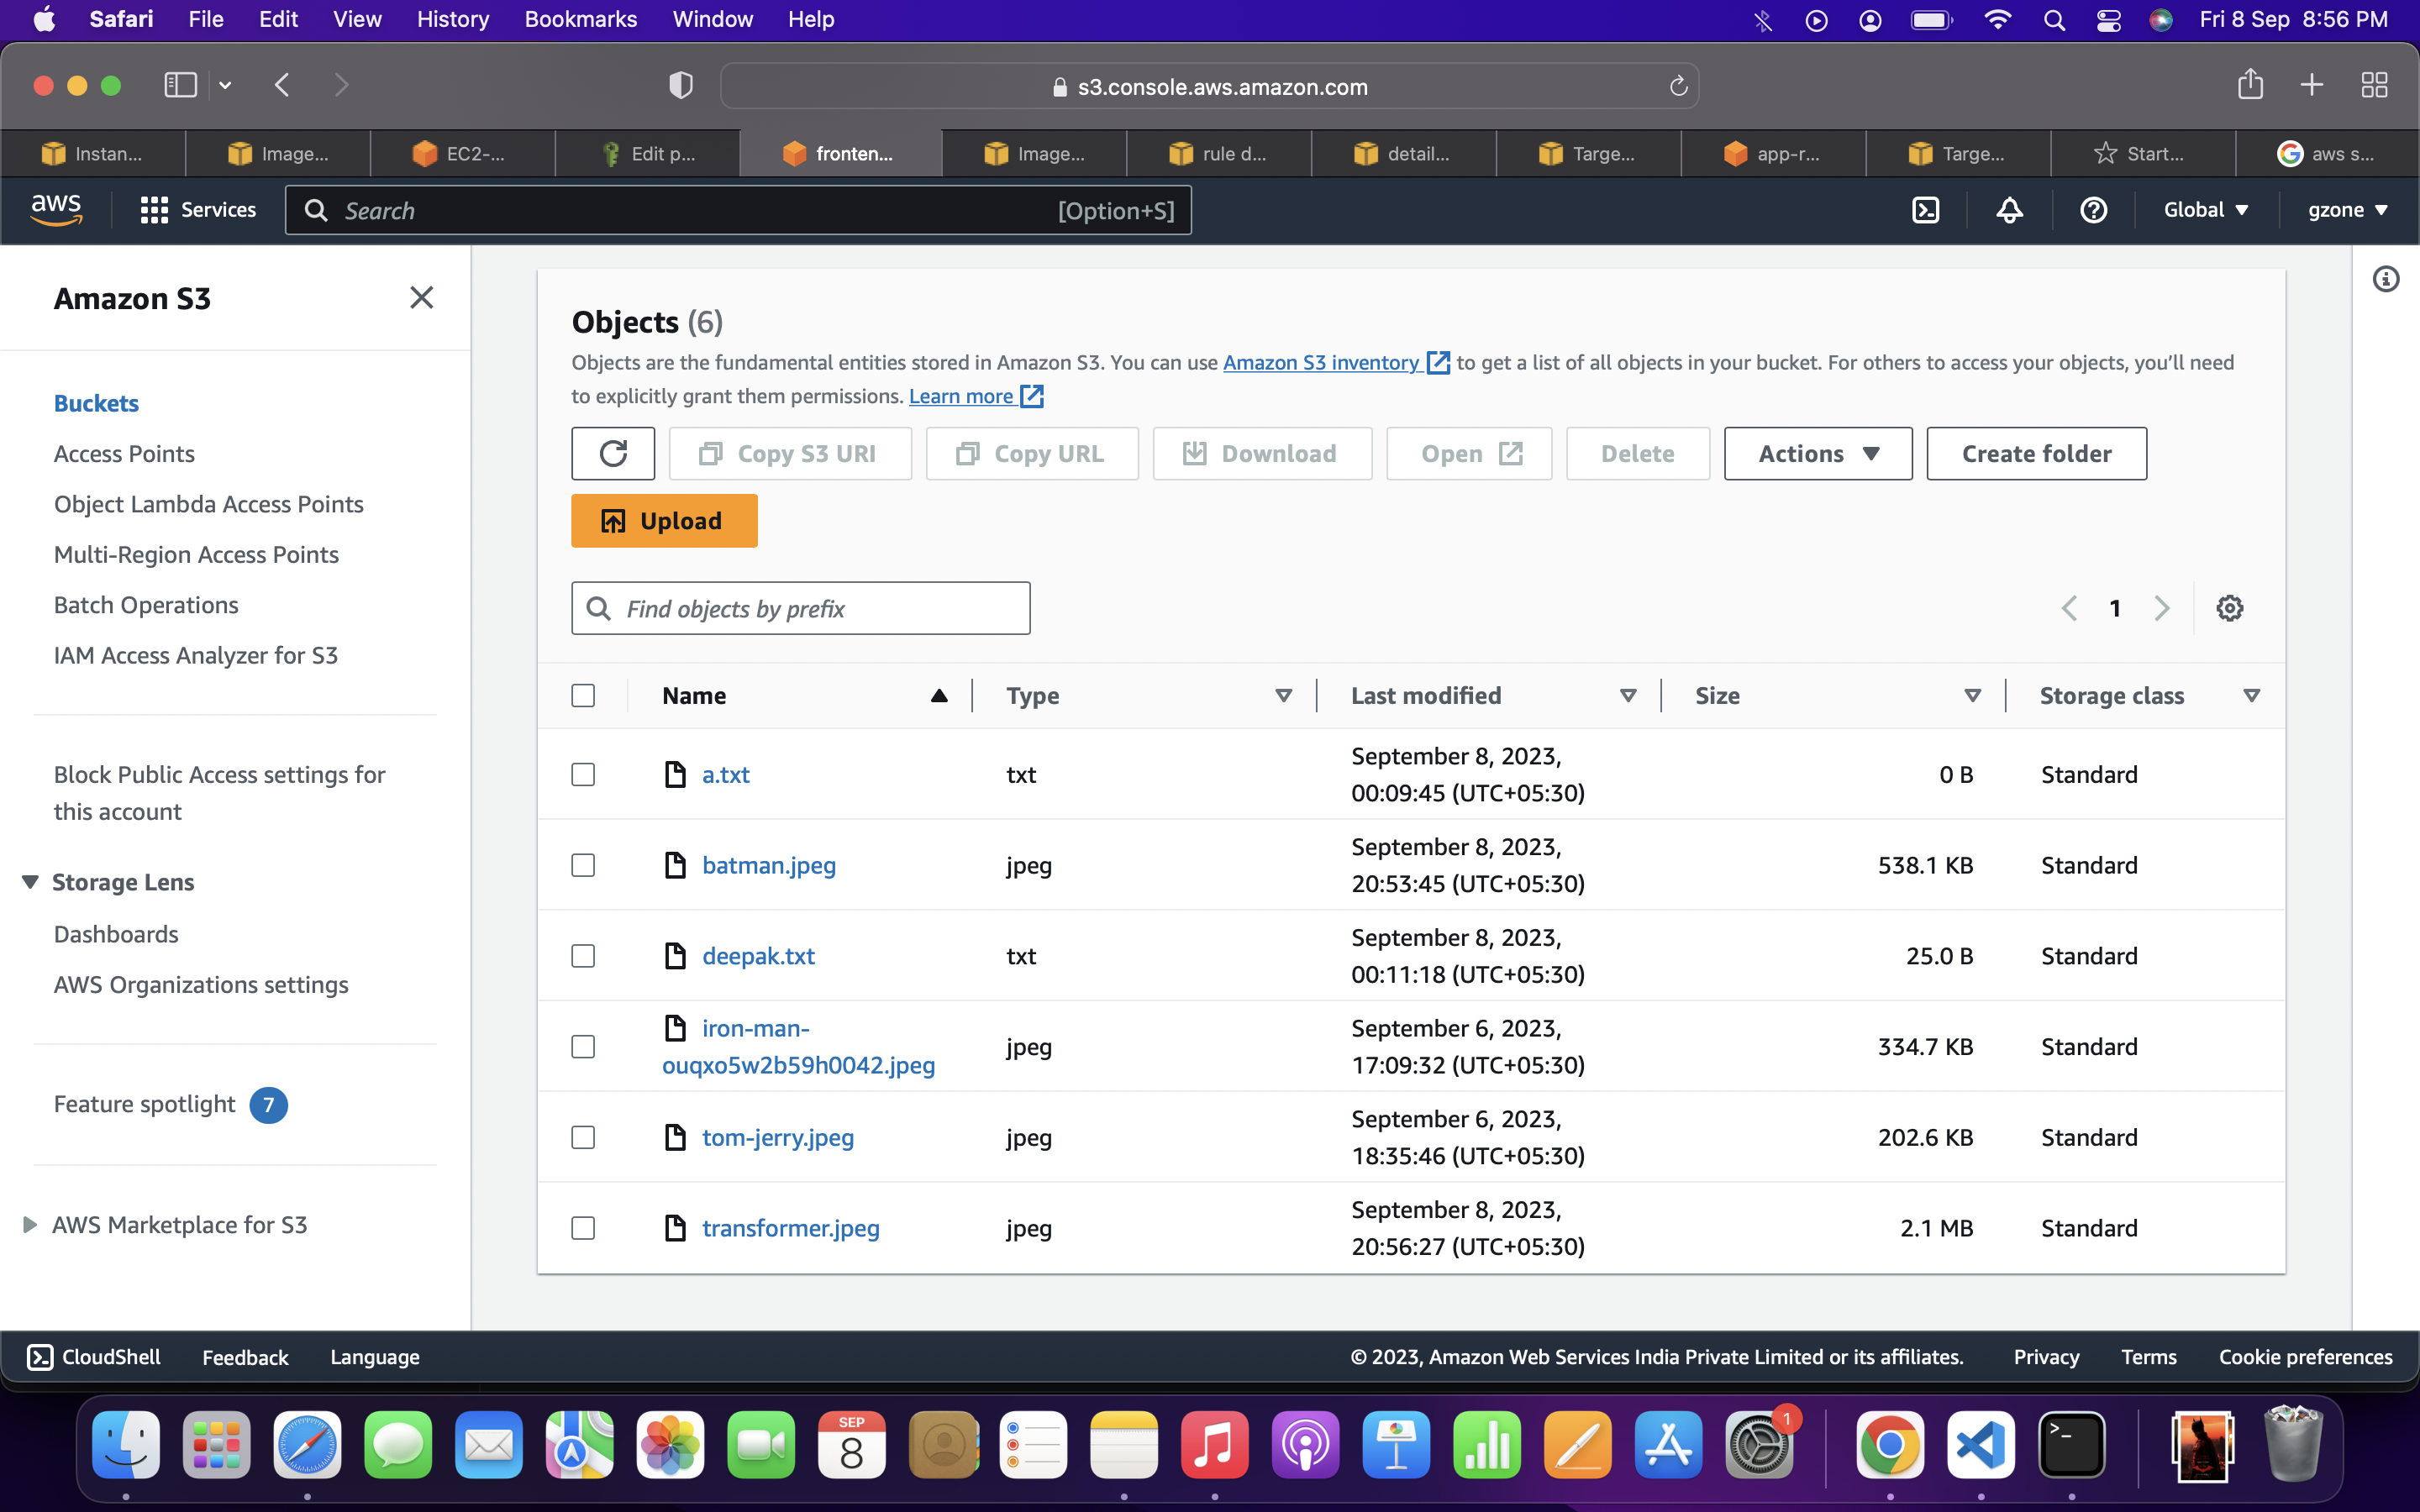 Safari File Edit View History Bookmarks Window Help Fri 8 Sep 8:56 PM
s3.console.aws.amazon.com
Instan... Image... EC2-... Edit p... fronten... Image... rule d... detail... Targe... app-r... Targe... Start... aws s...
aws Services Search [Option+S] Global gzone
Amazon S3
Buckets
Access Points
Object Lambda Access Points
Multi-Region Access Points
Batch Operations
IAM Access Analyzer for S3
Block Public Access settings for
this account
Storage Lens
Dashboards
AWS Organizations settings
Feature spotlight 7
AWS Marketplace for S3
Objects (6)
Objects are the fundamental entities stored in Amazon S3. You can use Amazon S3 inventory to get a list of all objects in your bucket. For others to access your objects, you'll need
to explicitly grant them permissions. Learn more
Copy S3 URI Copy URL Download Open Delete Actions Create folder
Upload
Find objects by prefix 1
Name Type Last modified Size Storage class
a.txt txt September 8, 2023, 0 B Standard
00:09:45 (UTC+05:30)
batman.jpeg jpeg September 8, 2023, 538.1 KB Standard
20:53:45 (UTC+05:30)
deepak.txt txt September 8, 2023, 25.0 B Standard
00:11:18 (UTC+05:30)
iron-man- jpeg September 6, 2023, 334.7 KB Standard
ouqxo5w2b59h0042.jpeg 17:09:32 (UTC+05:30)
tom-jerry.jpeg jpeg September 6, 2023, 202.6 KB Standard
18:35:46 (UTC+05:30)
transformer.jpeg jpeg September 8, 2023, 2.1 MB Standard
20:56:27 (UTC+05:30)
CloudShell Feedback Language © 2023, Amazon Web Services India Private Limited or its affiliates. Privacy Terms Cookie preferences
SEP
8
1